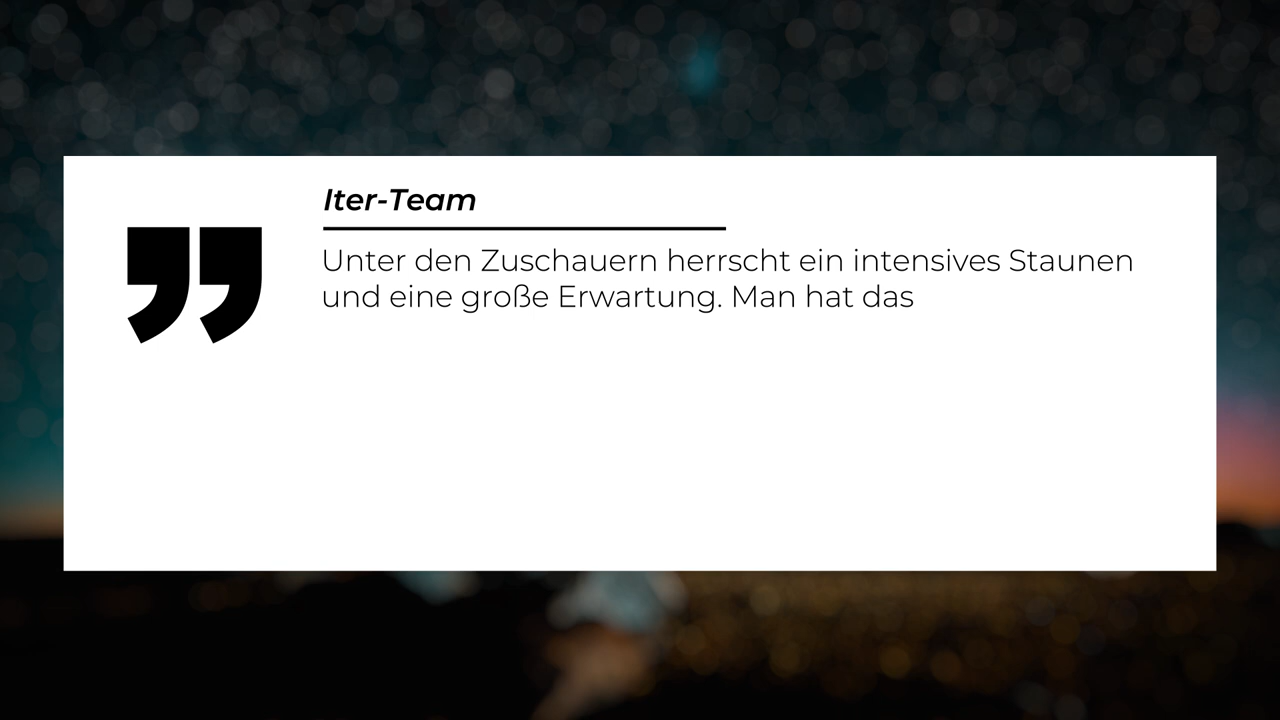 Iter-Team
Unter den Zuschauern herrscht ein intensives Staunen
und eine große Erwartung. Man hat das